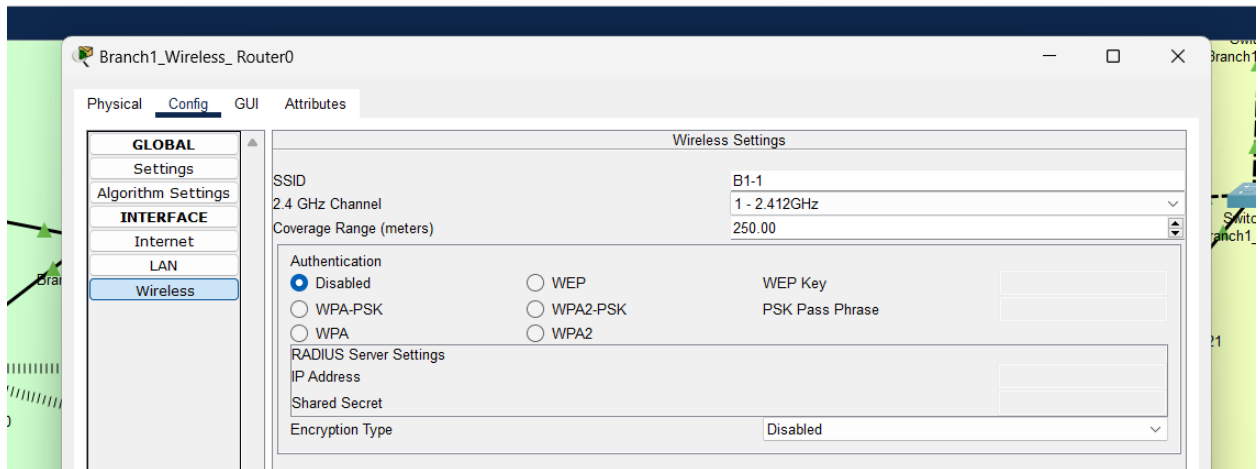 Branch1_Wireless_ Router0
Physical Config GUI Attributes
GLOBAL
Settings
Algorithm Settings
INTERFACE
Internet
LAN
Wireless
Wireless Settings
SSID B1-1
2.4 GHz Channel 1 - 2.412GHz
Coverage Range (meters) 250.00
Authentication
Disabled WEP WEP Key
WPA-PSK WPA2-PSK PSK Pass Phrase
WPA WPA2
RADIUS Server Settings
IP Address
Shared Secret
Encryption Type Disabled